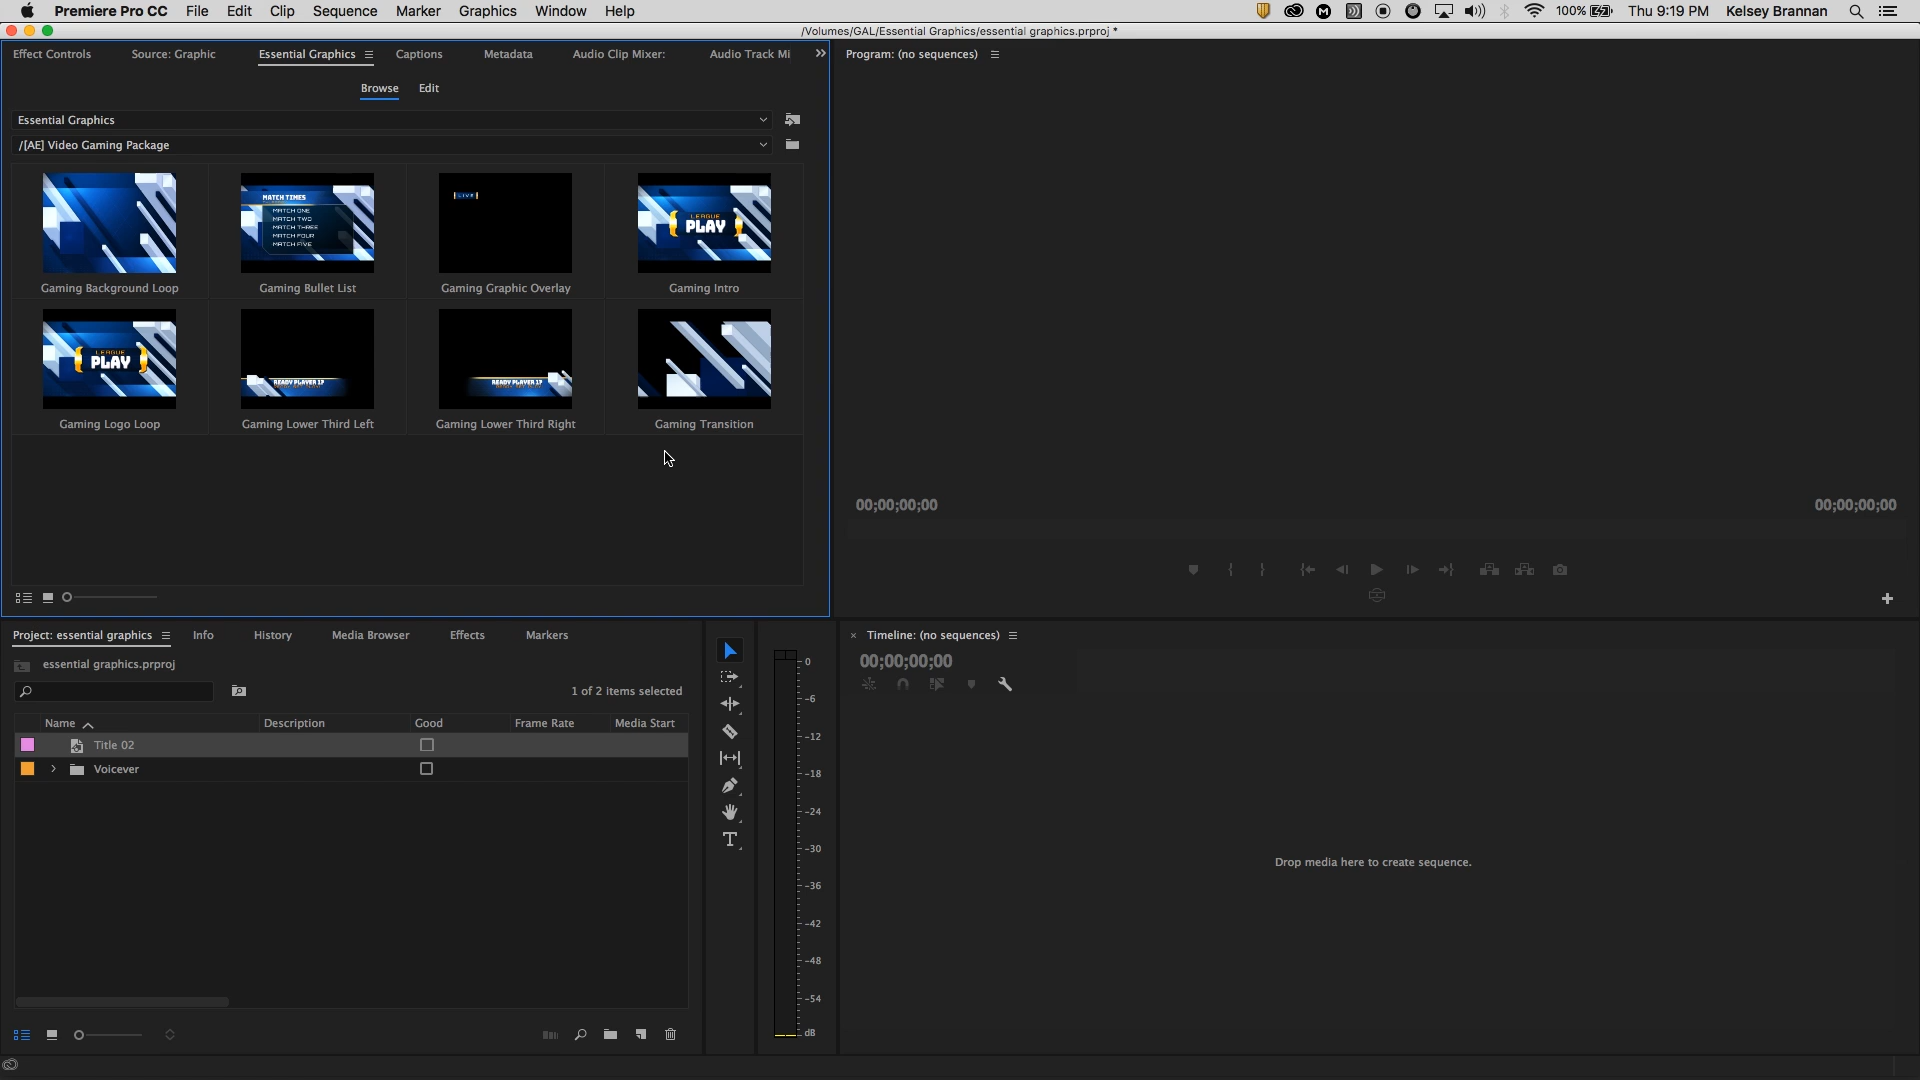 Premiere Pro CC File Edit Clip Sequence Marker Graphics Window Help 100% Thu 9:19 PM Kelsey Brannan
/Volumes/GAL/Essential Graphics/essential graphics.prproj *
Effect Controls Source: Graphic Essential Graphics Captions Metadata Audio Clip Mixer: Audio Track Mi
Program: (no sequences)
Browse Edit
Essential Graphics
/[AE] Video Gaming Package
MATCH TIMES
MATCH ONE
MATCH TWO
MATCH THREE
MATCH FOUR
MATCH FIVE
LIVE
LEAGUE
PLAY
Gaming Background Loop Gaming Bullet List Gaming Graphic Overlay Gaming Intro
LEAGUE
PLAY
READY PLAYER 1?
READY PLAYER 1?
Gaming Logo Loop Gaming Lower Third Left Gaming Lower Third Right Gaming Transition
00;00;00;00 00;00;00;00
Project: essential graphics Info History Media Browser Effects Markers
essential graphics.prproj
1 of 2 items selected
Name Description Good Frame Rate Media Start
Title 02
Voicever
0
-6
-12
-18
-24
-30
-36
-42
-48
-54
dB
Timeline: (no sequences)
00;00;00;00
Drop media here to create sequence.